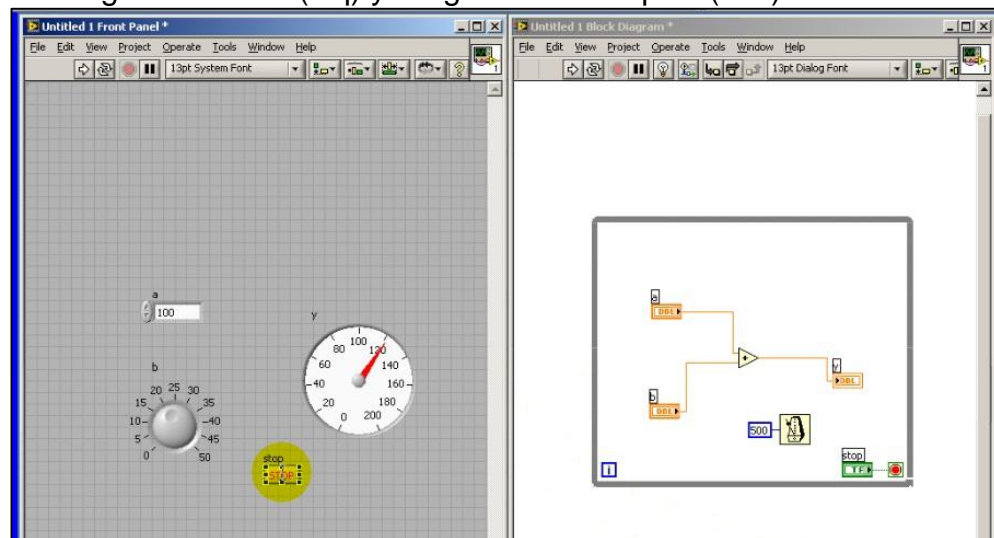 Untitled 1 Front Panel *
File Edit View Project Operate Tools Window Help
13pt System Font
1
a
100
b
0 5 10 15 20 25 30 35 40 45 50
y
0 20 40 60 80 100 120 140 160 180 200
stop
STOP
Untitled 1 Block Diagram *
File Edit View Project Operate Tools Window Help
13pt Dialog Font
1
a
DBL
b
DBL
+
y
DBL
500
stop
TF
i